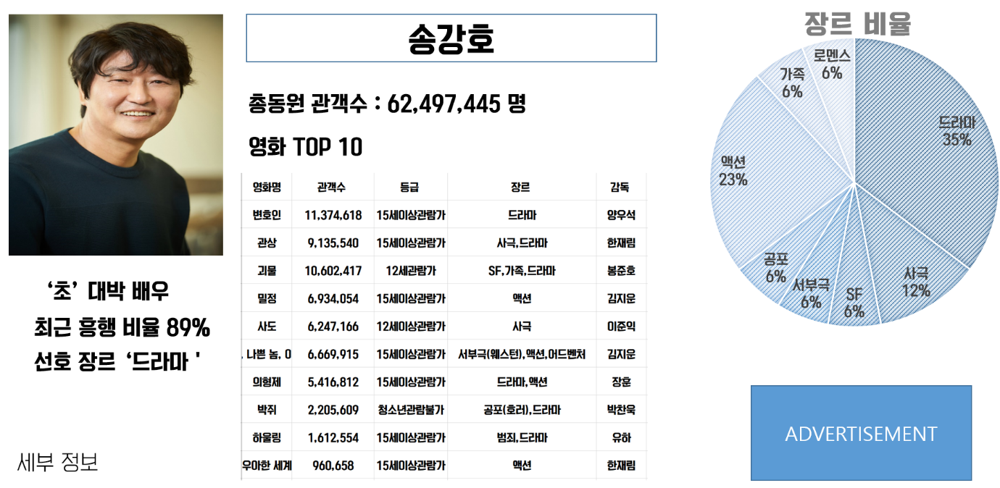 송강호
총동원 관객수 : 62,497,445 명
영화 TOP 10
영화명 관객수 등급 장르 감독
변호인 11,374,618 15세이상관람가 드라마 양우석
관상 9,135,540 15세이상관람가 사극,드라마 한재림
괴물 10,602,417 12세관람가 SF,가족,드라마 봉준호
밀정 6,934,054 15세이상관람가 액션 김지운
사도 6,247,166 12세이상관람가 사극 이준익
, 나쁜 놈, 6,669,915 15세이상관람가 서부극(웨스턴),액션,어드벤처 김지운
의형제 5,416,812 15세이상관람가 드라마,액션 장훈
박쥐 2,205,609 청소년관람불가 공포(호러),드라마 박찬욱
하울링 1,612,554 15세이상관람가 범죄,드라마 유하
우아한 세계 960,658 15세이상관람가 액션 한재림
‘초’ 대박 배우
최근 흥행 비율 89%
선호 장르 ‘드라마 '
세부 정보
장르 비율
로멘스
6%
가족
6%
드라마
35%
액션
23%
공포
6%
서부극
6%
SF
6%
사극
12%
ADVERTISEMENT